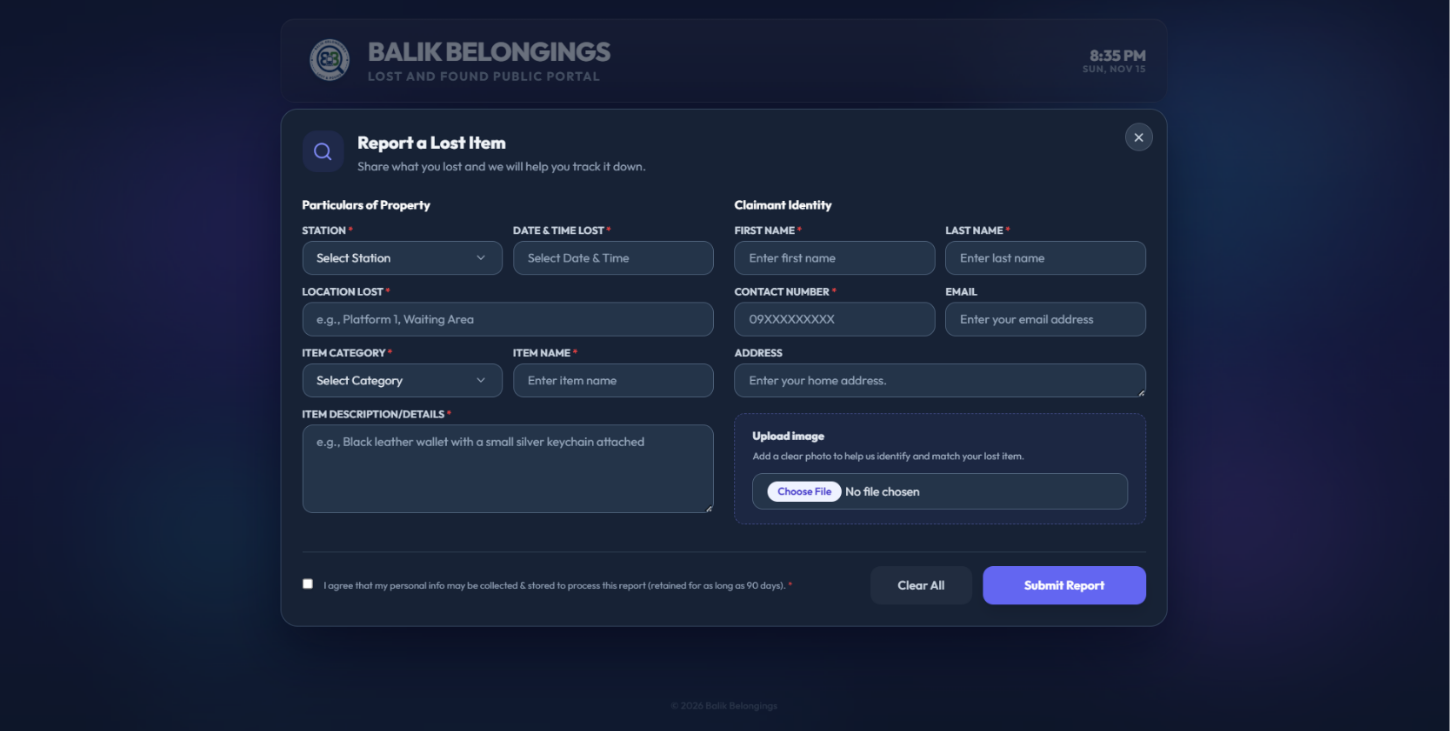 BALIK BELONGINGS
LOST AND FOUND PUBLIC PORTAL
8:35 PM
SUN, NOV 15
Report a Lost Item
Share what you lost and we will help you track it down.
Particulars of Property
STATION *
DATE & TIME LOST *
Select Station
Select Date & Time
LOCATION LOST *
e.g., Platform 1, Waiting Area
ITEM CATEGORY *
ITEM NAME *
Select Category
Enter item name
ITEM DESCRIPTION/DETAILS *
e.g., Black leather wallet with a small silver keychain attached
Claimant Identity
FIRST NAME *
LAST NAME *
Enter first name
Enter last name
CONTACT NUMBER *
EMAIL
09XXXXXXXXX
Enter your email address
ADDRESS
Enter your home address.
Upload image
Add a clear photo to help us identify and match your lost item.
Choose File No file chosen
I agree that my personal info may be collected & stored to process this report (retained for as long as 90 days). *
Clear All
Submit Report
© 2026 Balik Belongings